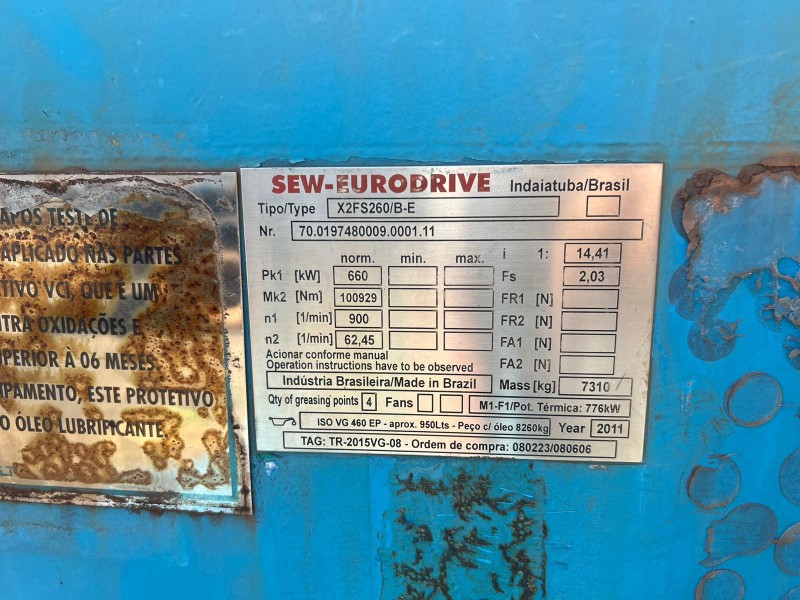 TESTE DE
APLICADO NAS PARTES
TIVO VCI, QUE É UM
NTRA OXIDAÇÕES E
SUPERIOR À 06 MESES.
IPAMENTO, ESTE PROTETIVO
O ÓLEO LUBRIFICANTE.
SEW-EURODRIVE Indaiatuba/Brasil
Tipo/Type X2FS260/B-E
Nr. 70.0197480009.0001.11
norm. min. max. i 1: 14,41
Pk1 [kW] 660 Fs 2,03
Mk2 [Nm] 100929 FR1 [N]
n1 [1/min] 900 FR2 [N]
n2 [1/min] 62,45 FA1 [N]
Acionar conforme manual
Operation instructions have to be observed FA2 [N]
Indústria Brasileira/Made in Brazil Mass [kg] 7310
Qty of greasing points 4 Fans M1-F1/Pot. Térmica: 776kW
ISO VG 460 EP - aprox. 950Lts - Peço c/ óleo 8260kg Year 2011
TAG: TR-2015VG-08 - Ordem de compra: 080223/080606